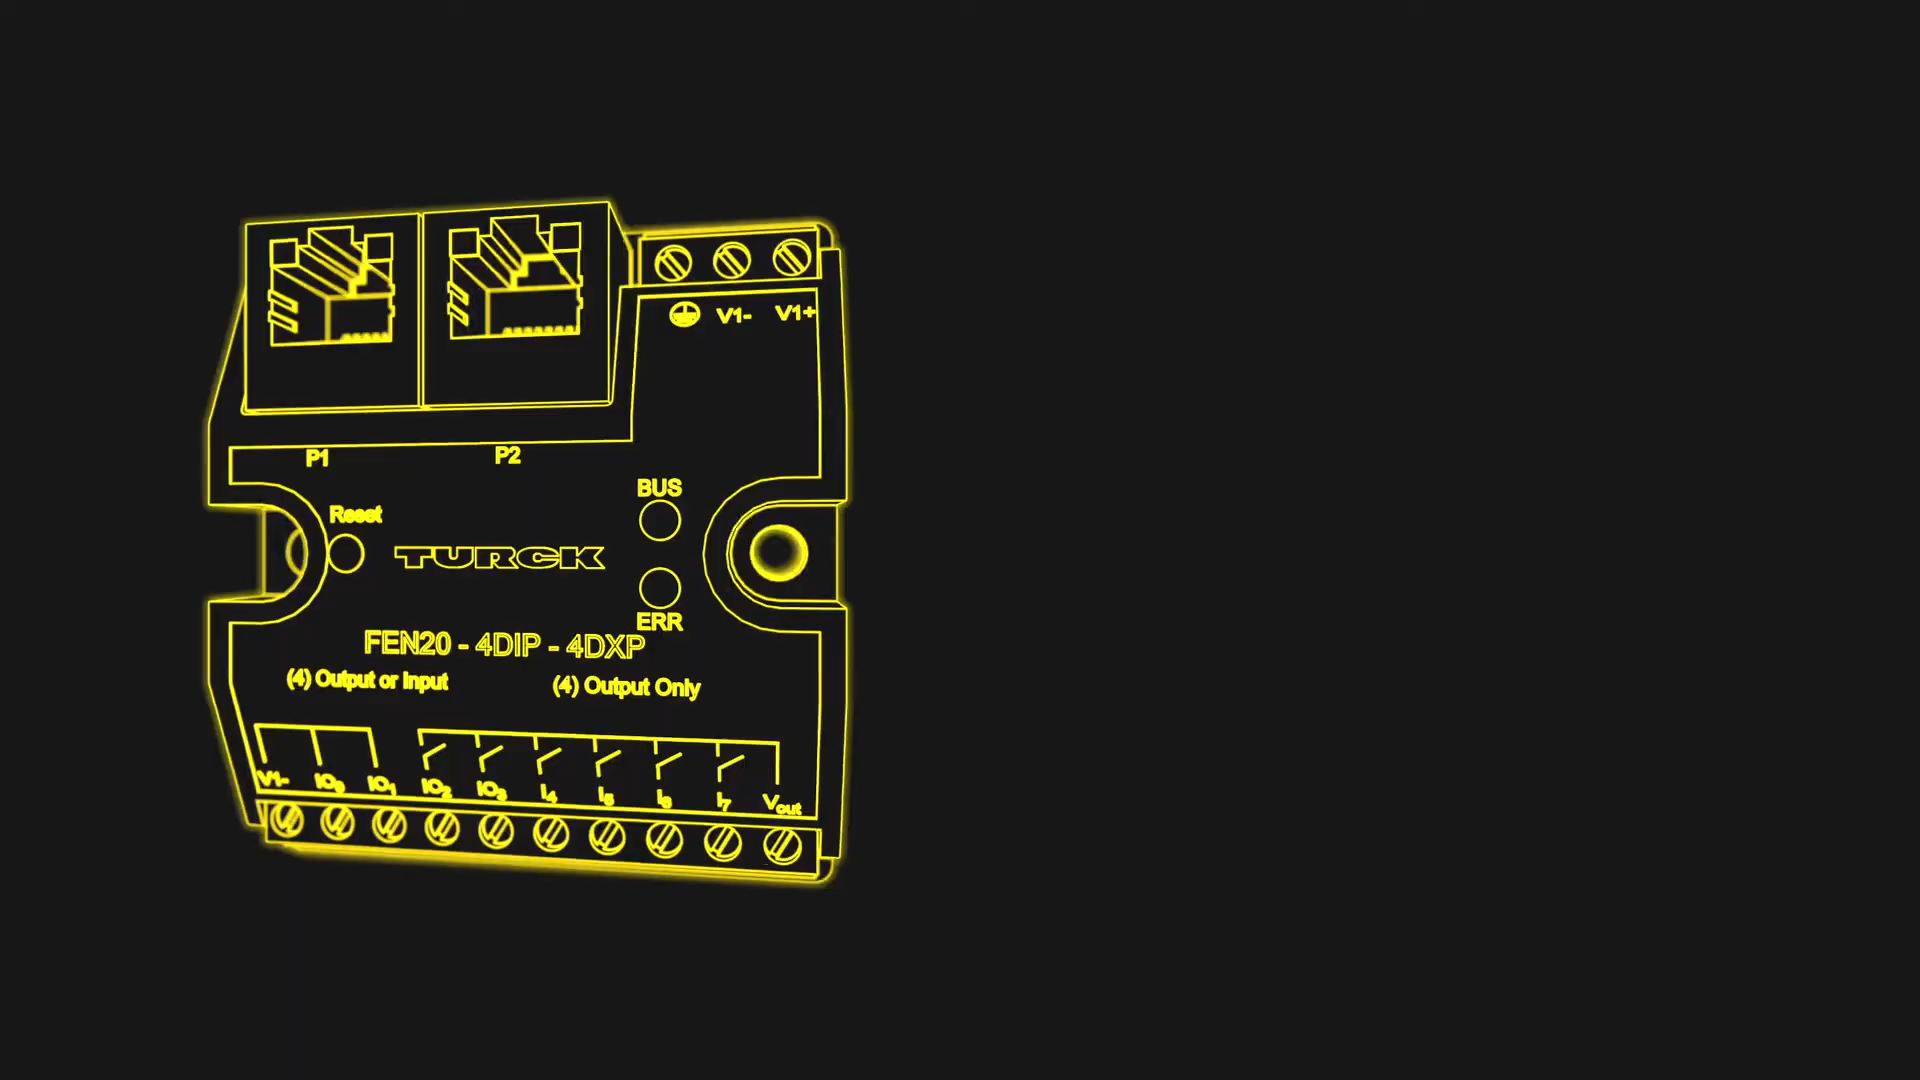 V1- V1+
P1 P2
BUS
Reset
TURCK
ERR
FEN20 - 4DIP - 4DXP
(4) Output or Input (4) Output Only
V1- IO₀ IO₁ IO₂ IO₃ I₄ I₅ I₆ I₇ Vout